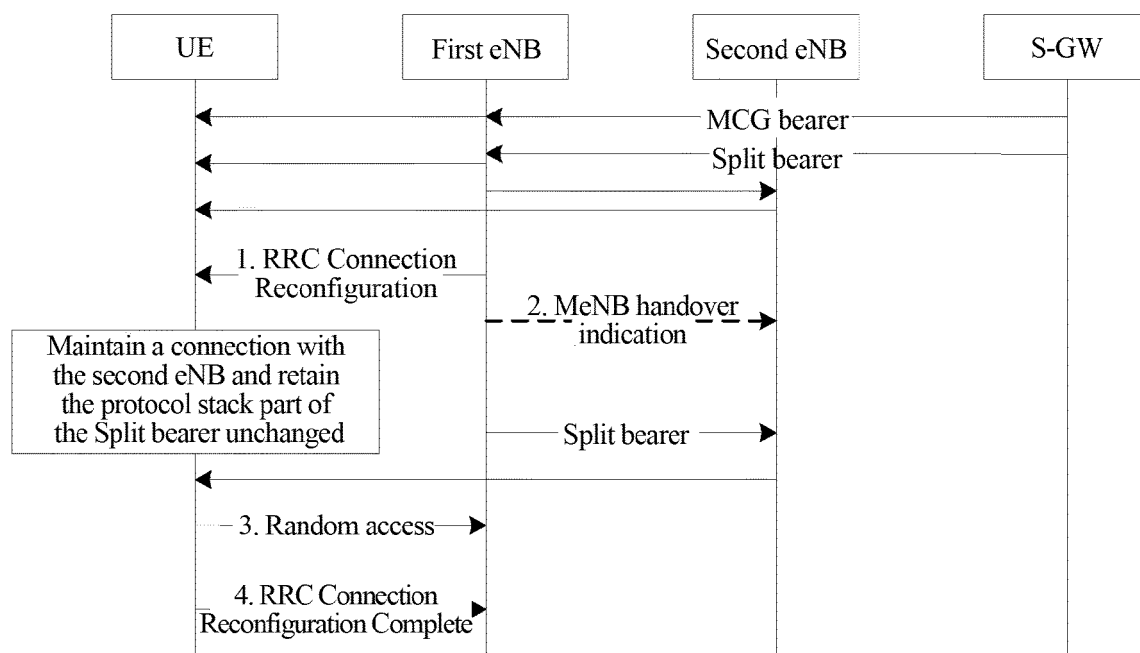 UE
First eNB
Second eNB
S-GW
MCG bearer
Split bearer
1. RRC Connection
Reconfiguration
2. MeNB handover
indication
Maintain a connection with
the second eNB and retain
the protocol stack part of
the Split bearer unchanged
Split bearer
3. Random access
4. RRC Connection
Reconfiguration Complete